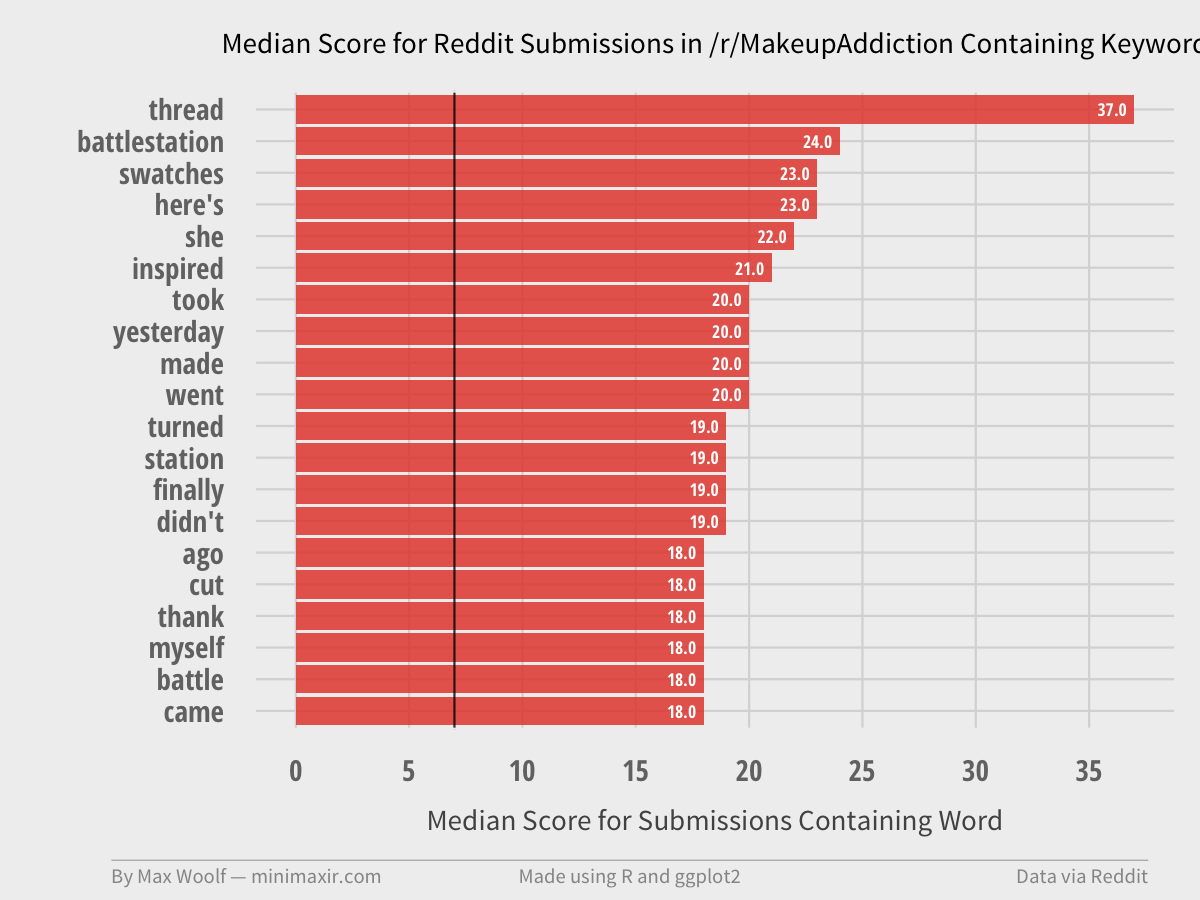 Median Score for Reddit Submissions in /r/MakeupAddiction Containing Keywor
thread 37.0
battlestation 24.0
swatches 23.0
here's 23.0
she 22.0
inspired 21.0
took 20.0
yesterday 20.0
made 20.0
went 20.0
turned 19.0
station 19.0
finally 19.0
didn't 19.0
ago 18.0
cut 18.0
thank 18.0
myself 18.0
battle 18.0
came 18.0
0 5 10 15 20 25 30 35
Median Score for Submissions Containing Word
By Max Woolf — minimaxir.com Made using R and ggplot2 Data via Reddit